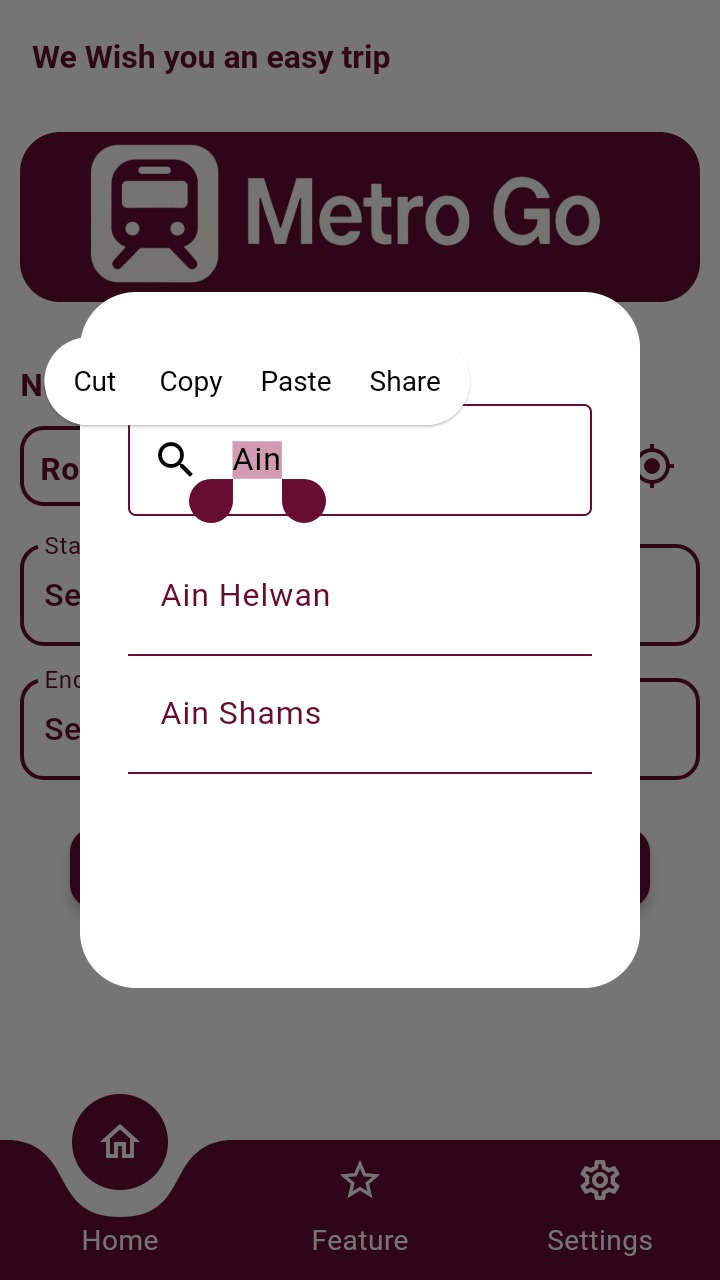 We Wish you an easy trip
Metro Go
N
Cut Copy Paste Share
Ro
Ain
Sta
Se
Ain Helwan
Se
Ain Shams
Home
Feature
Settings